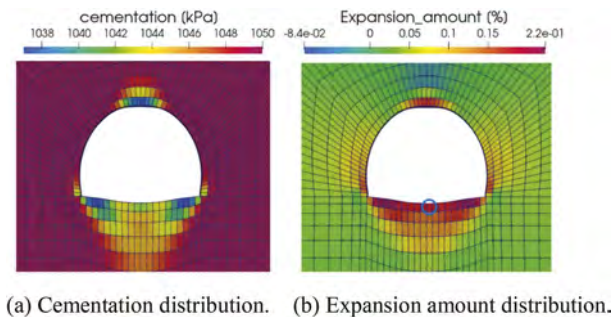 cementation [kPa]
1038 1040 1042 1044 1046 1048 1050
Expansion_amount [%]
-8.4e-02 0 0.05 0.1 0.15 2.2e-01
(a) Cementation distribution.
(b) Expansion amount distribution.